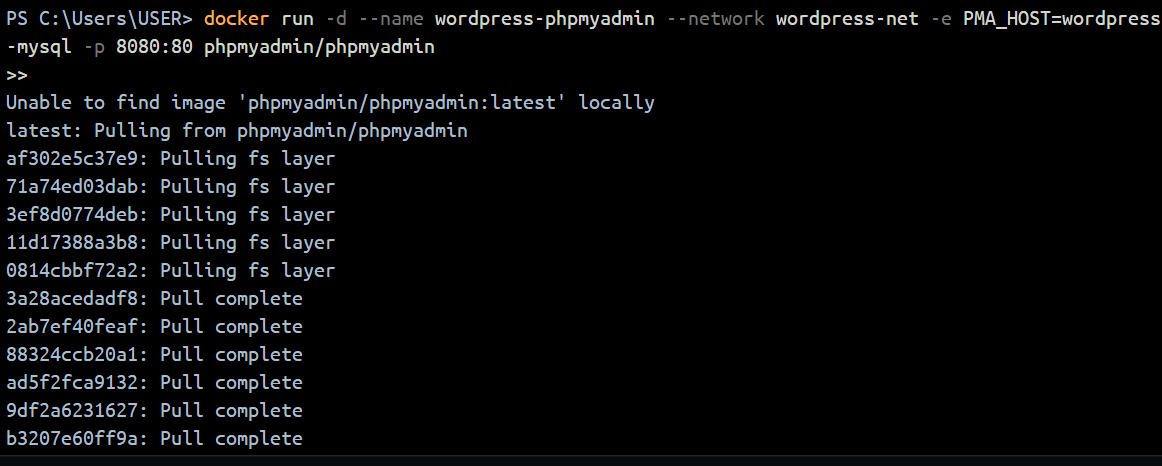 PS C:\Users\USER> docker run -d --name wordpress-phpmyadmin --network wordpress-net -e PMA_HOST=wordpress
-mysql -p 8080:80 phpmyadmin/phpmyadmin
>>
Unable to find image 'phpmyadmin/phpmyadmin:latest' locally
latest: Pulling from phpmyadmin/phpmyadmin
af302e5c37e9: Pulling fs layer
71a74ed03dab: Pulling fs layer
3ef8d0774deb: Pulling fs layer
11d17388a3b8: Pulling fs layer
0814cbbf72a2: Pulling fs layer
3a28acedadf8: Pull complete
2ab7ef40feaf: Pull complete
88324ccb20a1: Pull complete
ad5f2fca9132: Pull complete
9df2a6231627: Pull complete
b3207e60ff9a: Pull complete